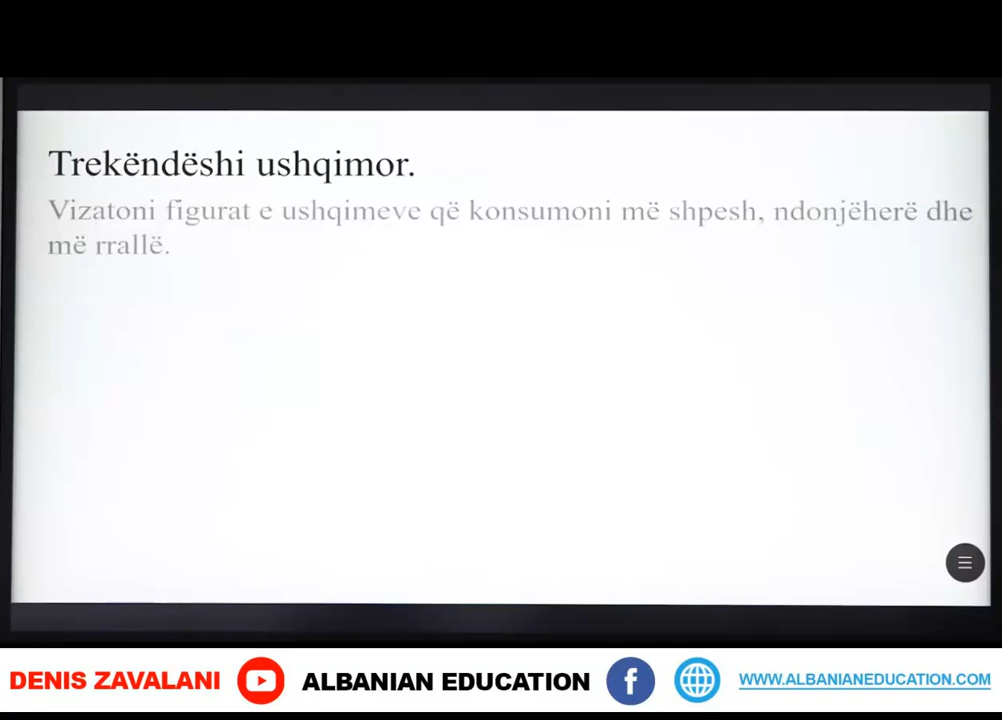 Trekëndëshi ushqimor.
Vizatoni figurat e ushqimeve që konsumoni më shpesh, ndonjëherë dhe
më rrallë.
DENIS ZAVALANI ALBANIAN EDUCATION f WWW.ALBANIANEDUCATION.COM